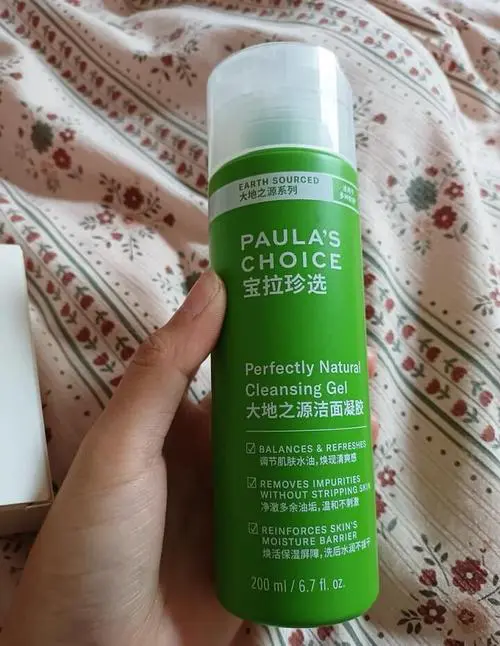 EARTH SOURCED
大地之源系列
PAULA'S
CHOICE
宝拉珍选
Perfectly Natural
Cleansing Gel
大地之源洁面凝胶
BALANCES & REFRESHES
调节肌肤水油，焕现清爽感
REMOVES IMPURITIES
WITHOUT STRIPPING SKIN
净澈多余油垢，温和不刺激
REINFORCES SKIN'S
MOISTURE BARRIER
焕活保湿屏障，洗后水润不拔干
200 ml / 6.7 fl. oz.